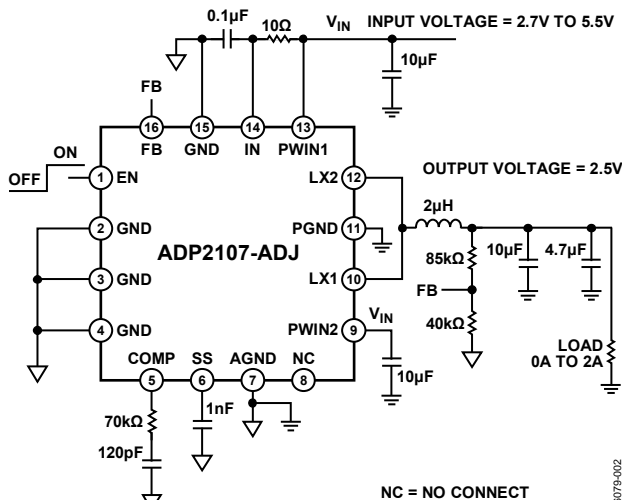 0.1µF
10Ω
VIN
INPUT VOLTAGE = 2.7V TO 5.5V
10µF
FB
16
15
14
13
FB
GND
IN
PWIN1
ON
OFF
1
EN
LX2
12
OUTPUT VOLTAGE = 2.5V
2µH
2
GND
PGND
11
ADP2107-ADJ
85kΩ
10µF
4.7µF
3
GND
LX1
10
FB
VIN
40kΩ
4
GND
PWIN2
9
LOAD
0A TO 2A
COMP
SS
AGND
NC
5
6
7
8
10µF
70kΩ
1nF
120pF
NC = NO CONNECT
6079-002